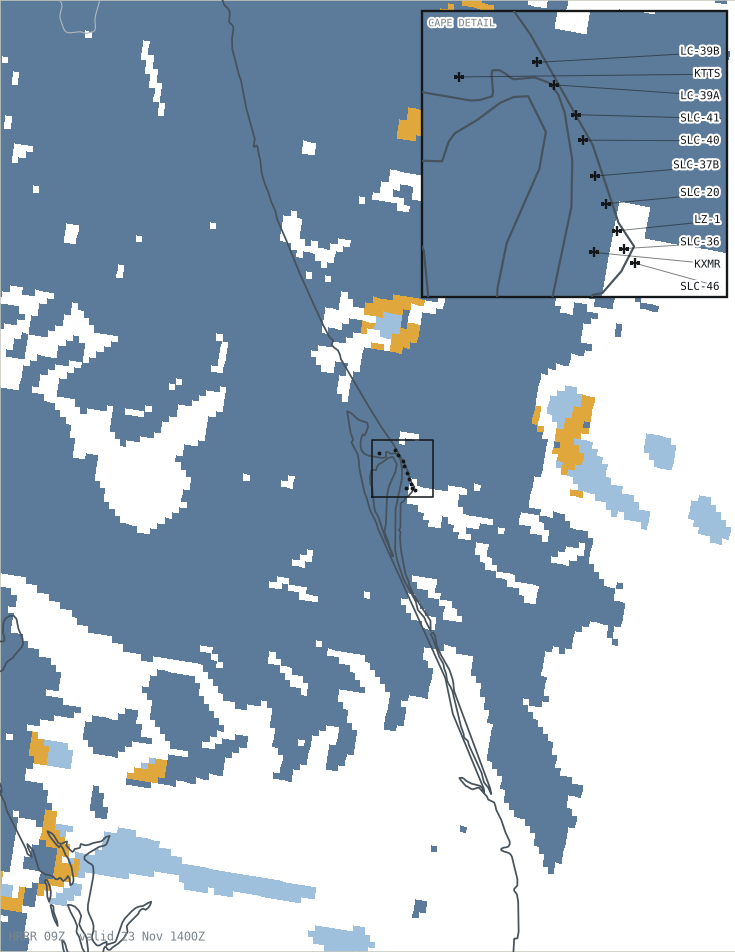 CAPE DETAIL
LC-39B
KTTS
LC-39A
SLC-41
SLC-40
SLC-37B
SLC-20
LZ-1
SLC-36
KXMR
SLC-46
HRRR 09Z valid 23 Nov 1400Z